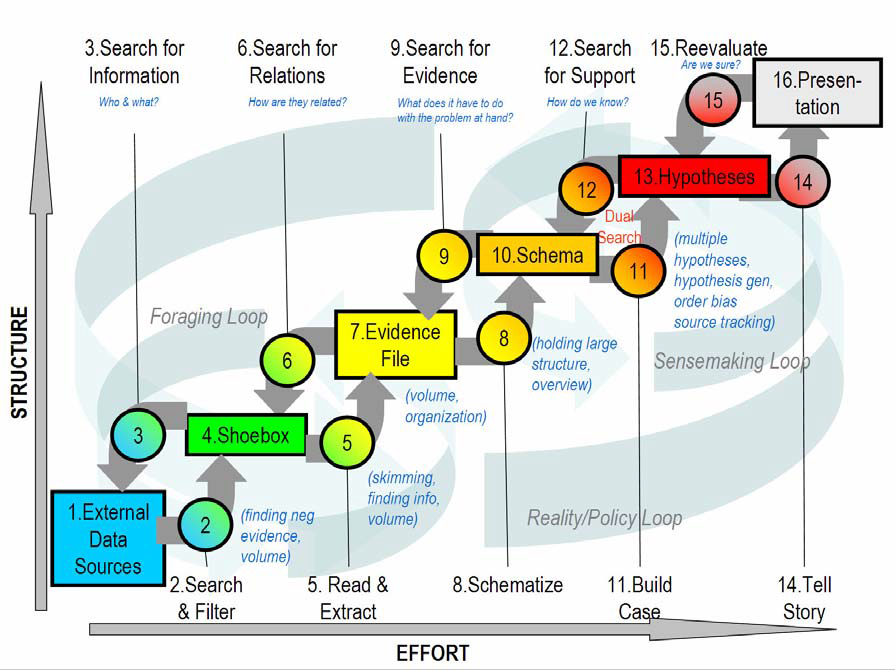 3.Search for
Information
Who & what?
6.Search for
Relations
How are they related?
9.Search for
Evidence
What does it have to do
with the problem at hand?
12.Search
for Support
How do we know?
15.Reevaluate
Are we sure?
15
16.Presen-
tation
12
13.Hypotheses
14
Dual
Search
9
10.Schema
11
(multiple
hypotheses,
hypothesis gen,
order bias
source tracking)
Foraging Loop
6
7.Evidence
File
8
(holding large
structure,
overview)
Sensemaking Loop
(volume,
organization)
3
4.Shoebox
5
(skimming,
finding info,
volume)
1.External
Data
Sources
2
(finding neg
evidence,
volume)
Reality/Policy Loop
2.Search
& Filter
5. Read &
Extract
8.Schematize
11.Build
Case
14.Tell
Story
STRUCTURE
EFFORT